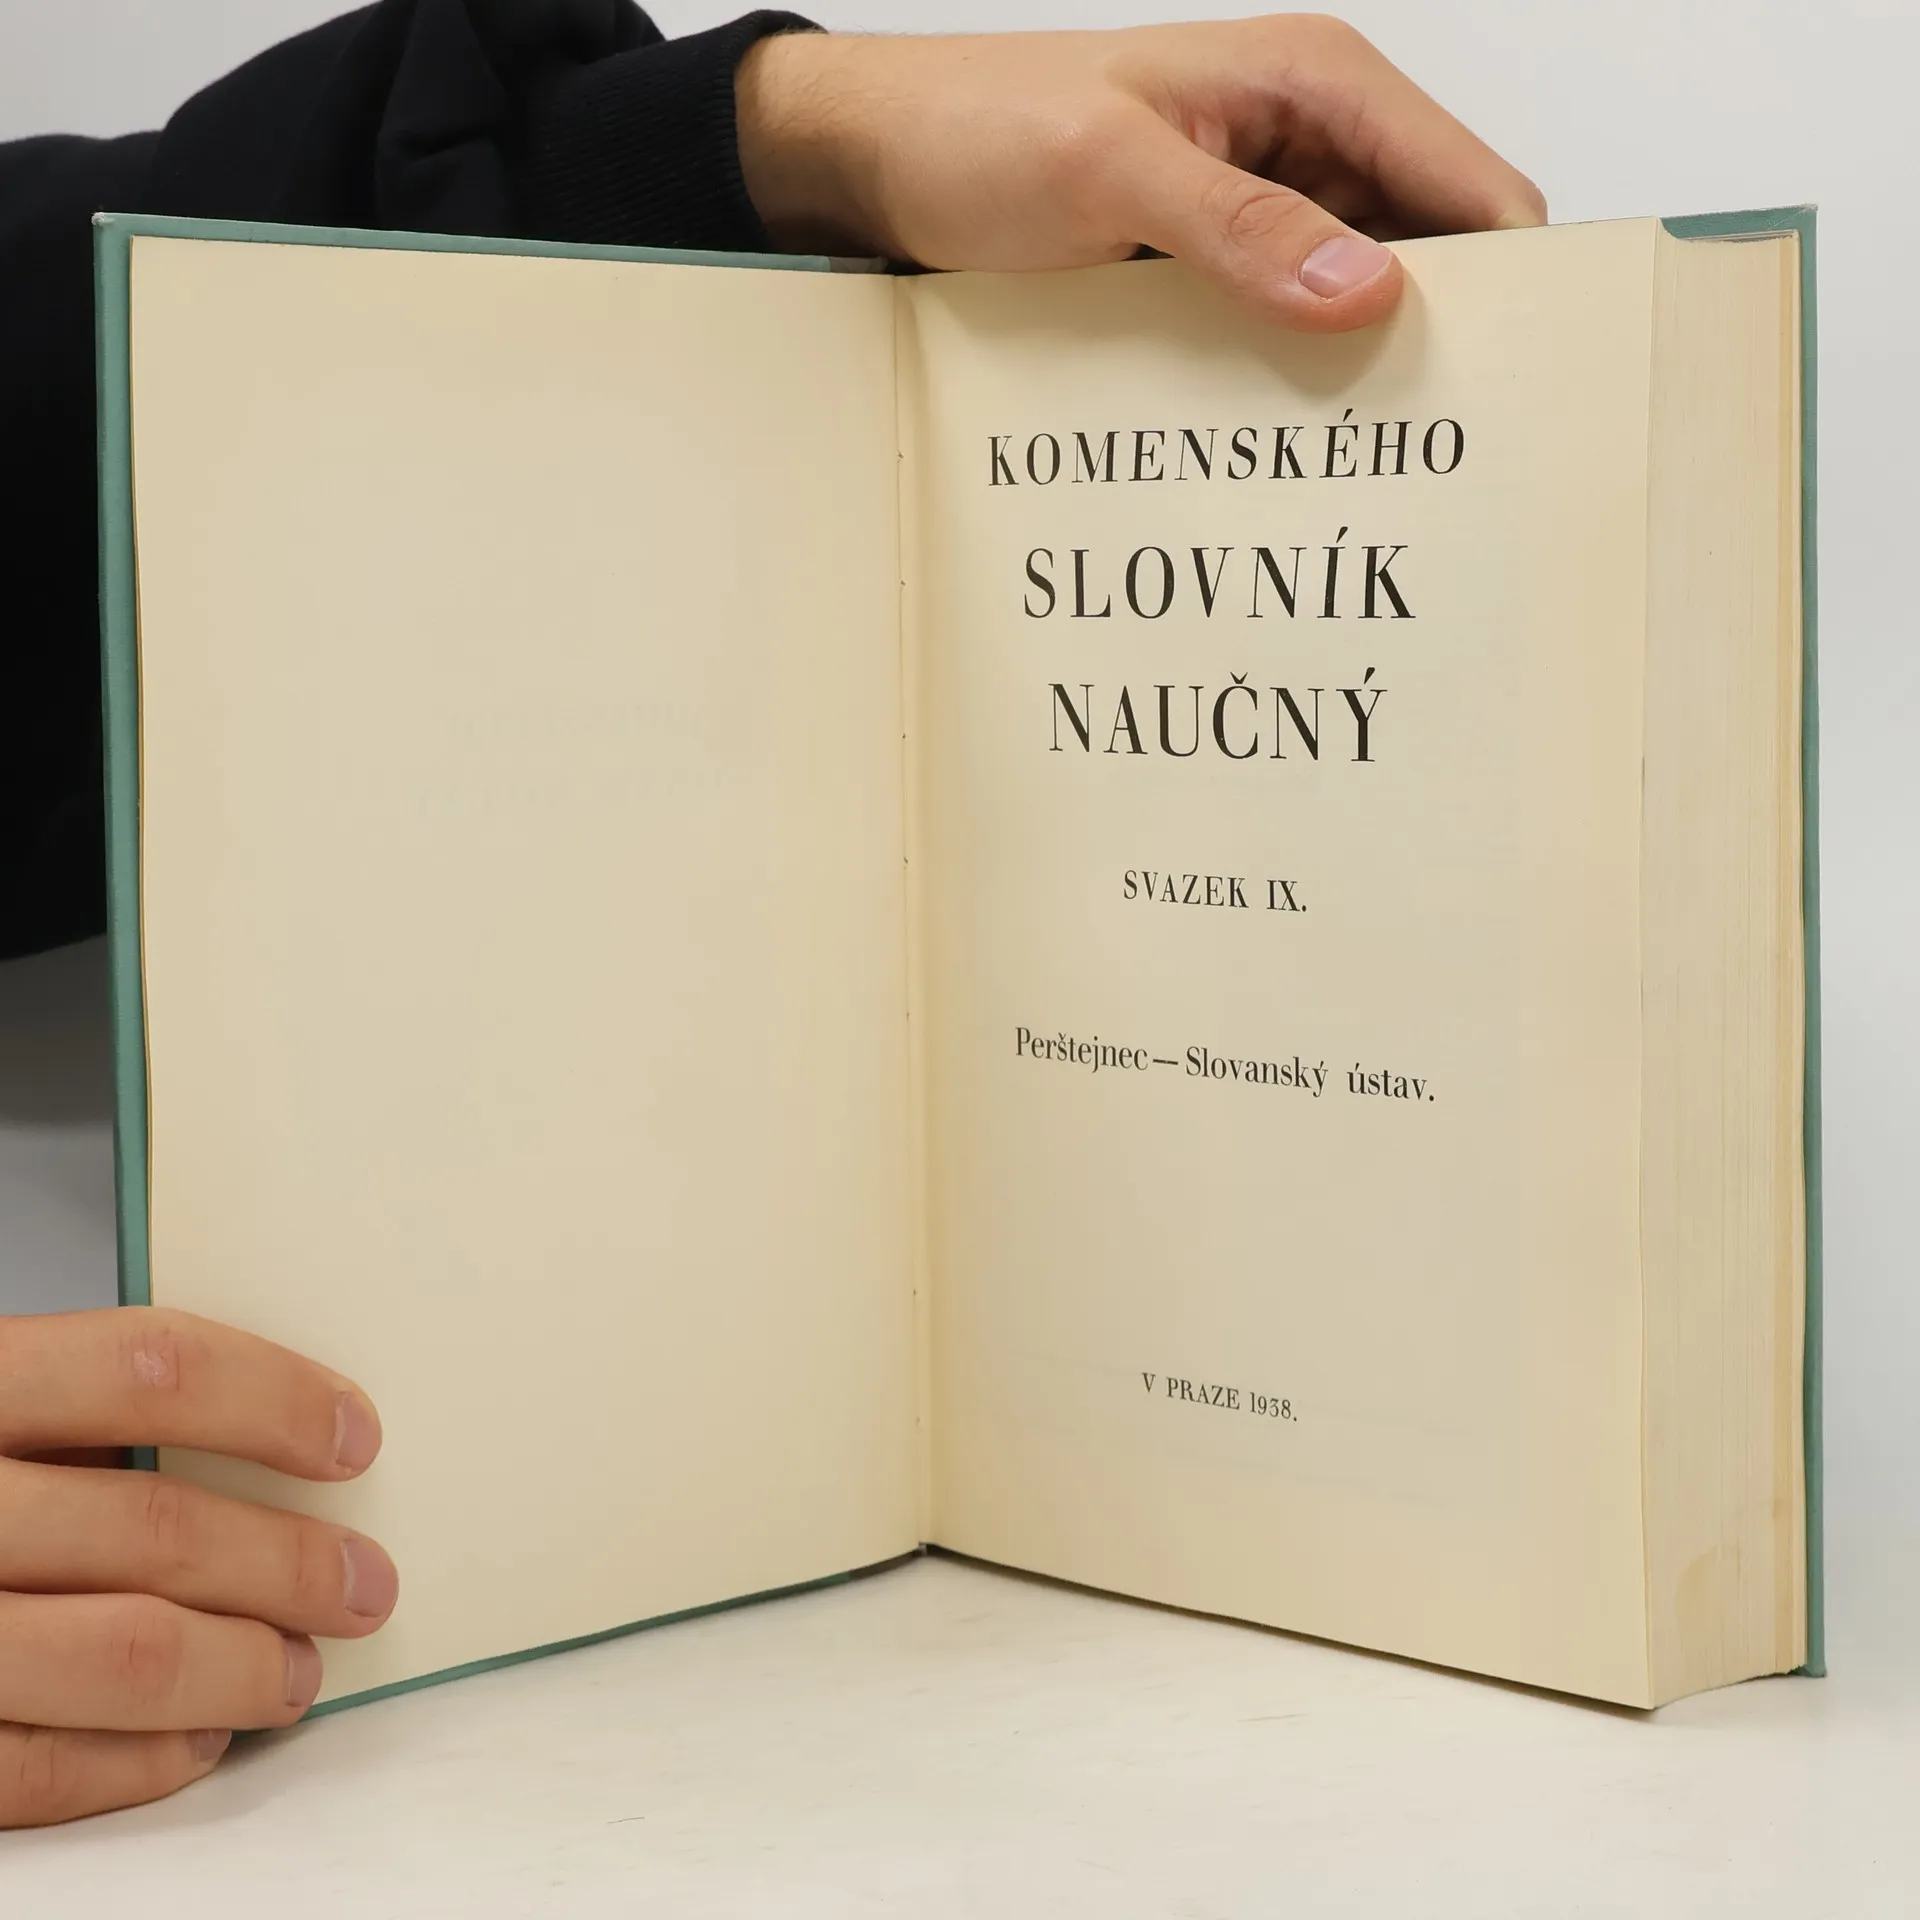 KOMENSKÉHO
SLOVNÍK
NAUČNÝ
SVAZEK IX.
Perštejnec — Slovanský ústav.
V PRAZE 1938.